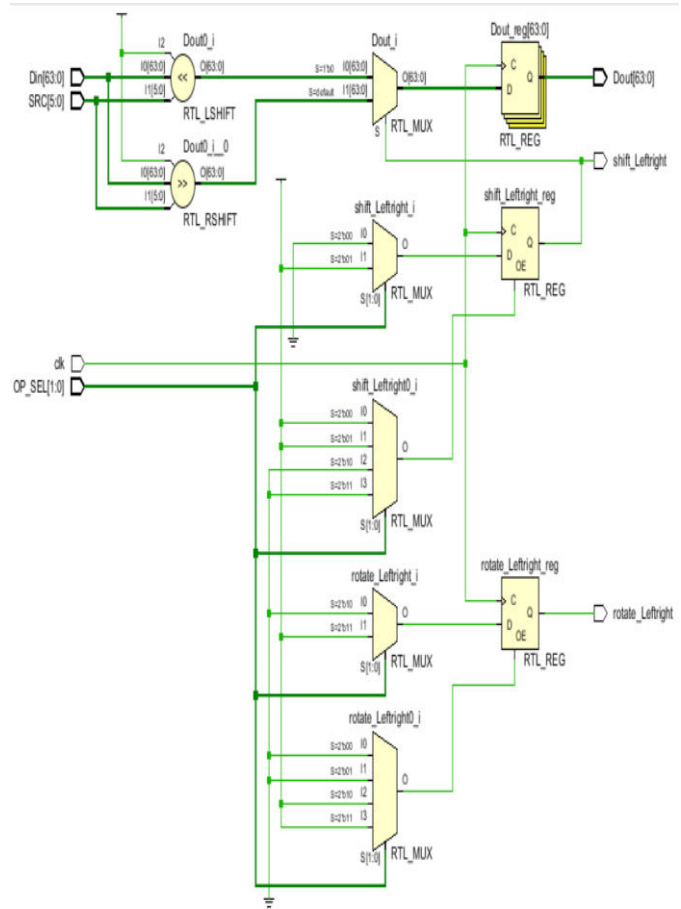 Dout_reg[63:0]
I2 Dout0_i Dout_i
Din[63:0] I0[63:0] << O[63:0] S=1'b0 I0[63:0] O[63:0] C Q Dout[63:0]
SRC[5:0] I1[5:0] S=default I1[63:0] D
RTL_LSHIFT S RTL_MUX
I2 Dout0_i__0 RTL_REG
I0[63:0] >> O[63:0] shift_Leftright
I1[5:0]
RTL_RSHIFT shift_Leftright_i shift_Leftright_reg
S=2'b00 I0 O C Q
S=2'b01 I1 D
OE
S[1:0] RTL_MUX RTL_REG
clk
OP_SEL[1:0] shift_Leftright0_i
S=2'b00 I0
S=2'b01 I1 O
S=2'b10 I2
S=2'b11 I3
S[1:0] RTL_MUX
rotate_Leftright_i rotate_Leftright_reg
S=2'b10 I0 O C Q rotate_Leftright
S=2'b11 I1 D
OE
S[1:0] RTL_MUX RTL_REG
rotate_Leftright0_i
S=2'b00 I0
S=2'b01 I1 O
S=2'b10 I2
S=2'b11 I3
S[1:0] RTL_MUX